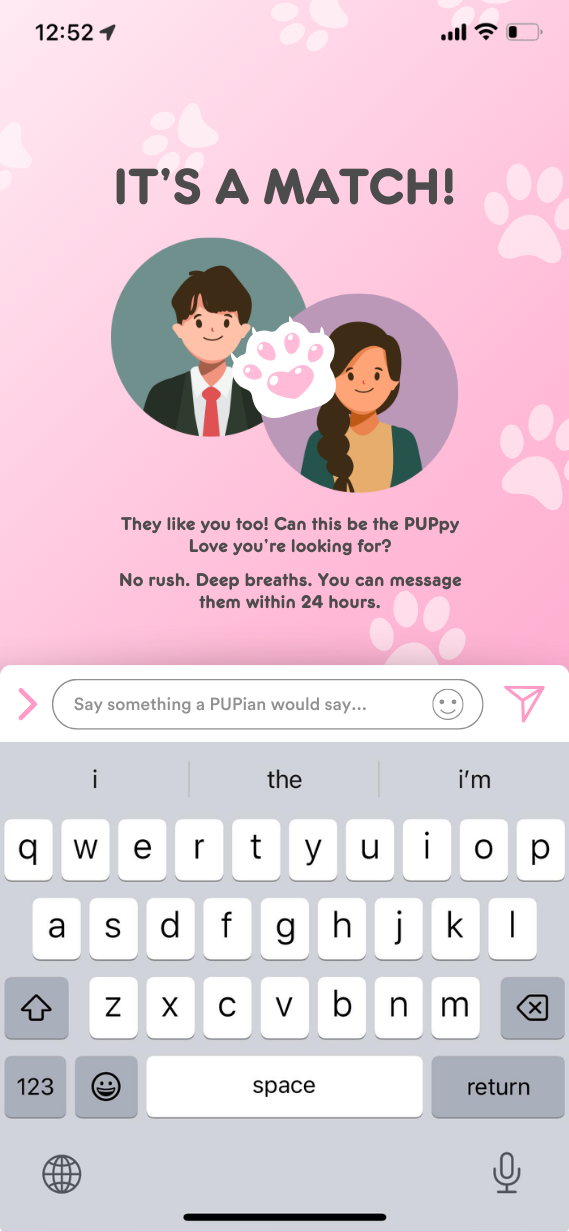 12:52
IT'S A MATCH!
They like you too! Can this be the PUPpy
Love you're looking for?
No rush. Deep breaths. You can message
them within 24 hours.
Say something a PUPian would say...
i the i'm
q w e r t y u i o p
a s d f g h j k l
z x c v b n m
123 space return